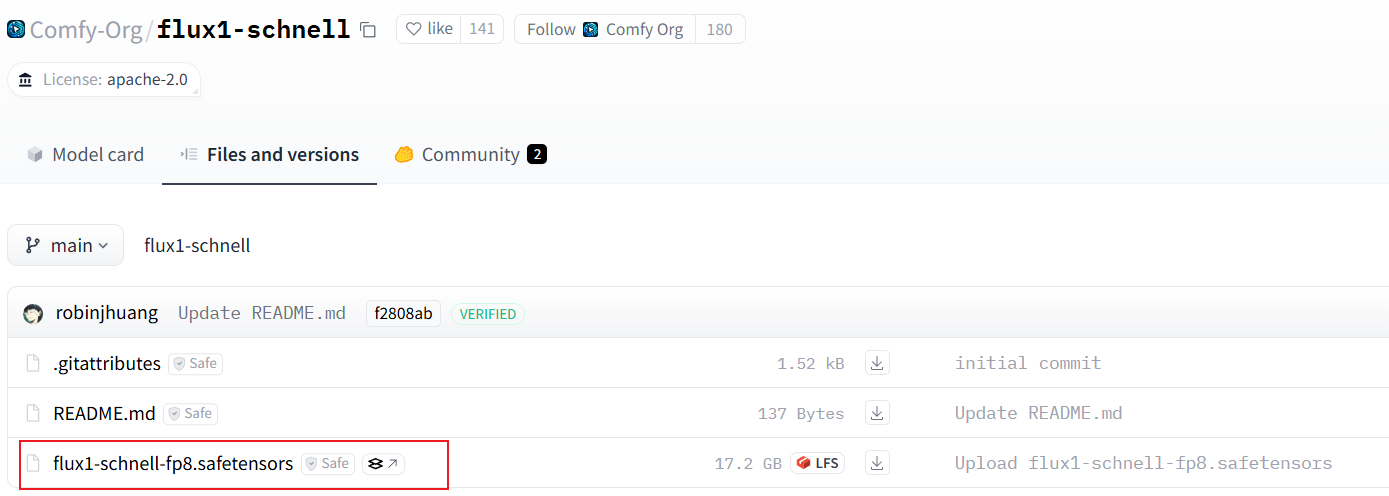 Comfy-Org/flux1-schnell like 141 Follow Comfy Org 180
License: apache-2.0
Model card Files and versions Community 2
main flux1-schnell
robinjhuang Update README.md f2808ab VERIFIED
.gitattributes Safe 1.52 kB initial commit
README.md Safe 137 Bytes Update README.md
flux1-schnell-fp8.safetensors Safe 17.2 GB LFS Upload flux1-schnell-fp8.safetensors